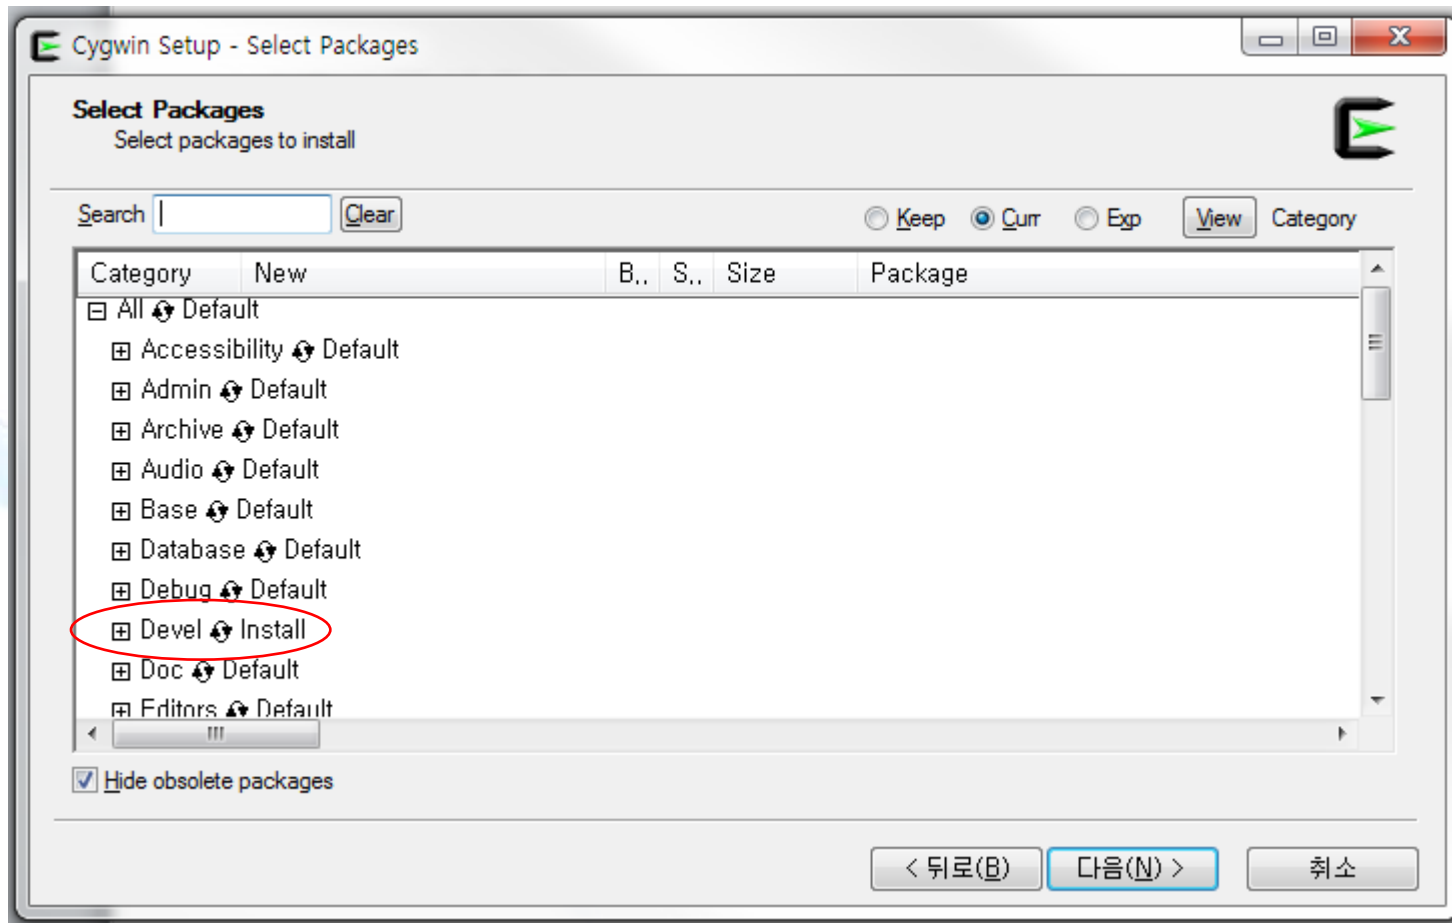 Cygwin Setup - Select Packages
Select Packages
Select packages to install
Search Clear Keep Curr Exp View Category
Category New B.. S.. Size Package
All Default
Accessibility Default
Admin Default
Archive Default
Audio Default
Base Default
Database Default
Debug Default
Devel Install
Doc Default
Editors Default
Hide obsolete packages
< 뒤로(B) 다음(N) > 취소